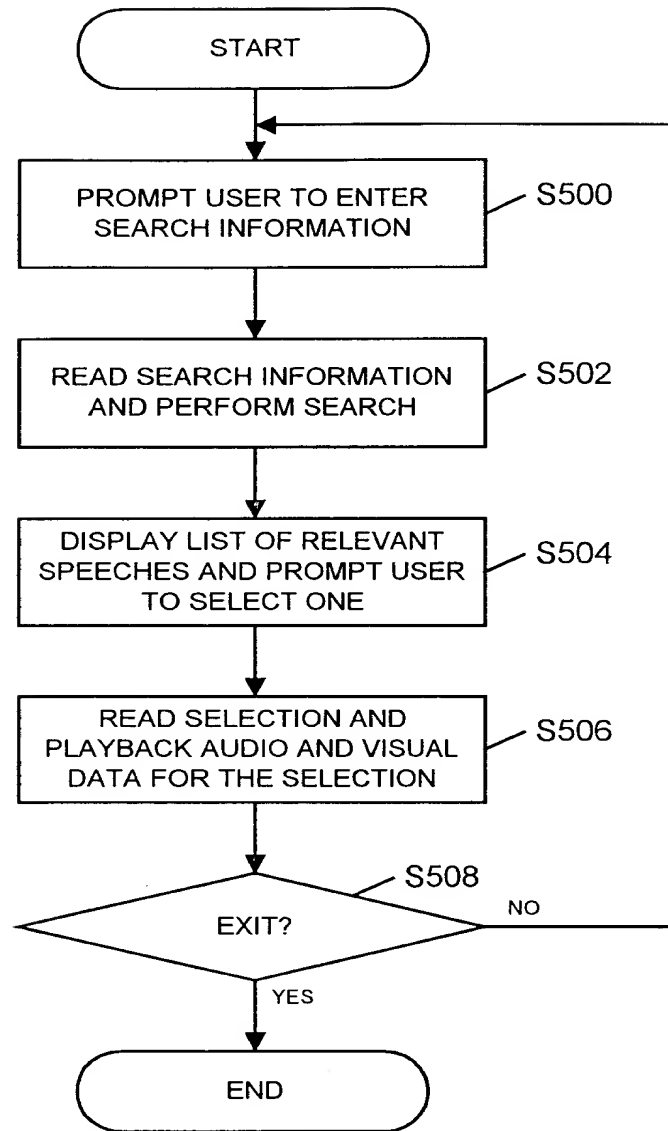 START
PROMPT USER TO ENTER
SEARCH INFORMATION
S500
READ SEARCH INFORMATION
AND PERFORM SEARCH
S502
DISPLAY LIST OF RELEVANT
SPEECHES AND PROMPT USER
TO SELECT ONE
S504
READ SELECTION AND
PLAYBACK AUDIO AND VISUAL
DATA FOR THE SELECTION
S506
S508
EXIT?
NO
YES
END